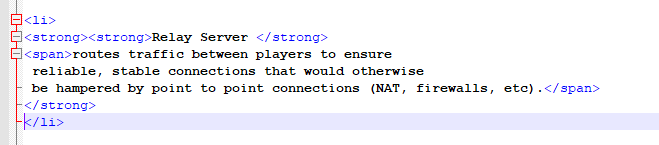 <li>
<strong><strong>Relay Server </strong>
<span>routes traffic between players to ensure
reliable, stable connections that would otherwise
be hampered by point to point connections (NAT, firewalls, etc).</span>
</strong>
</li>